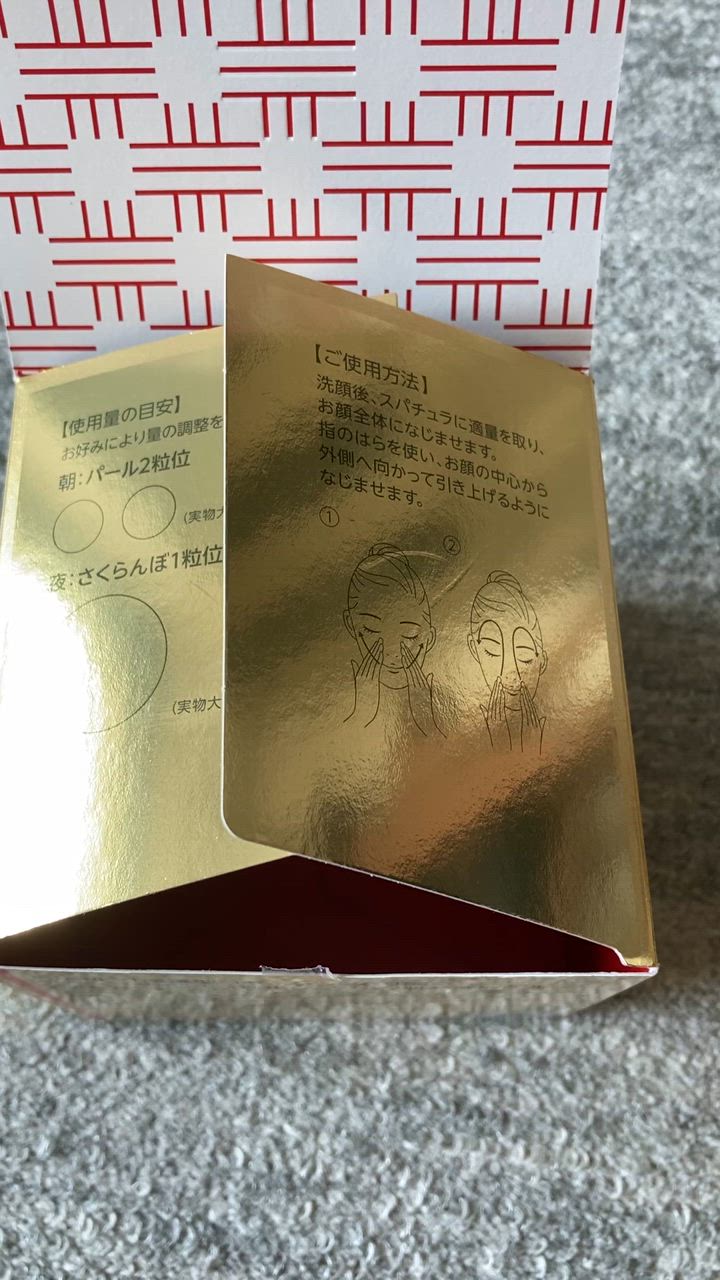 【使用量の目安】
お好みにより量の調整を
朝：パール2粒位
（実物大
夜：さくらんぼ1粒位
（実物大
【ご使用方法】
洗顔後、スパチュラに適量を取り、
お顔全体になじませます。
指のはらを使い、お顔の中心から
外側へ向かって引き上げるように
なじませます。
①
②